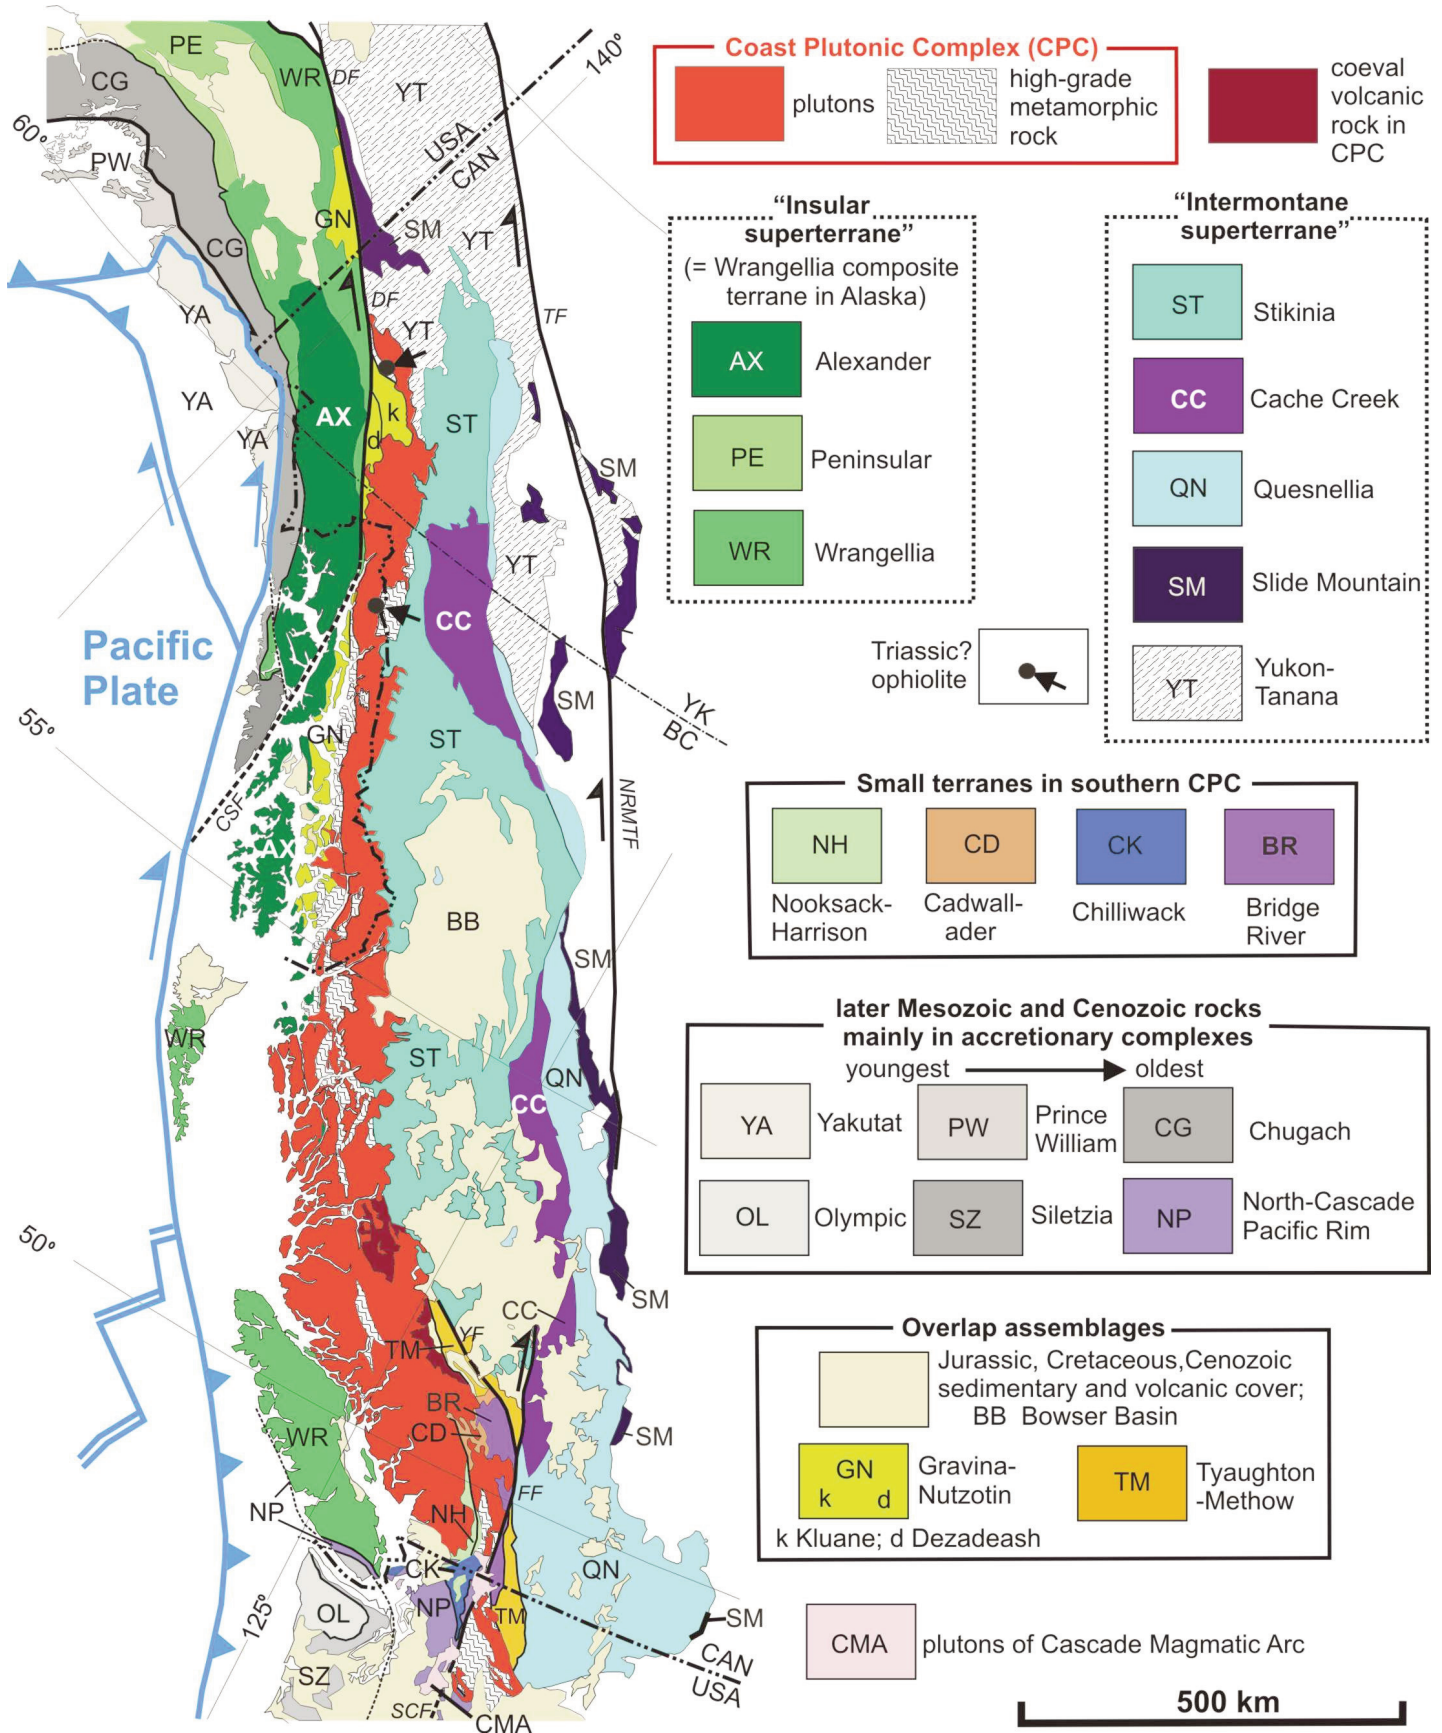 PE
CG
WR
DF
YT
140º
60º
PW
USA
CAN
GN
SM
YT
CG
YA
DF
TF
YT
YA
AX
k
ST
YA
d
SM
YT
CC
Pacific
Plate
SM
YK
BC
55º
GN
ST
CSF
NRMTF
AX
BB
SM
WR
ST
QN
CC
50º
SM
CC
YF
TM
BR
CD
WR
SM
NP
FF
NH
CK
QN
OL
NP
TM
SM
125º
CAN
USA
SZ
SCF
CMA
Coast Plutonic Complex (CPC)
plutons
high-grade
metamorphic
rock
coeval
volcanic
rock in
CPC
“Insular
superterrane”
(= Wrangellia composite
terrane in Alaska)
AX Alexander
PE Peninsular
WR Wrangellia
“Intermontane
superterrane”
ST Stikinia
CC Cache Creek
QN Quesnellia
SM Slide Mountain
YT Yukon-
Tanana
Triassic?
ophiolite
Small terranes in southern CPC
NH CD CK BR
Nooksack-
Harrison
Cadwall-
ader
Chilliwack
Bridge
River
later Mesozoic and Cenozoic rocks
mainly in accretionary complexes
youngest oldest
YA Yakutat
PW Prince
William
CG Chugach
OL Olympic
SZ Siletzia
NP North-Cascade
Pacific Rim
Overlap assemblages
Jurassic, Cretaceous,Cenozoic
sedimentary and volcanic cover;
BB Bowser Basin
GN
k d
Gravina-
Nutzotin
TM Tyaughton
-Methow
k Kluane; d Dezadeash
CMA plutons of Cascade Magmatic Arc
500 km